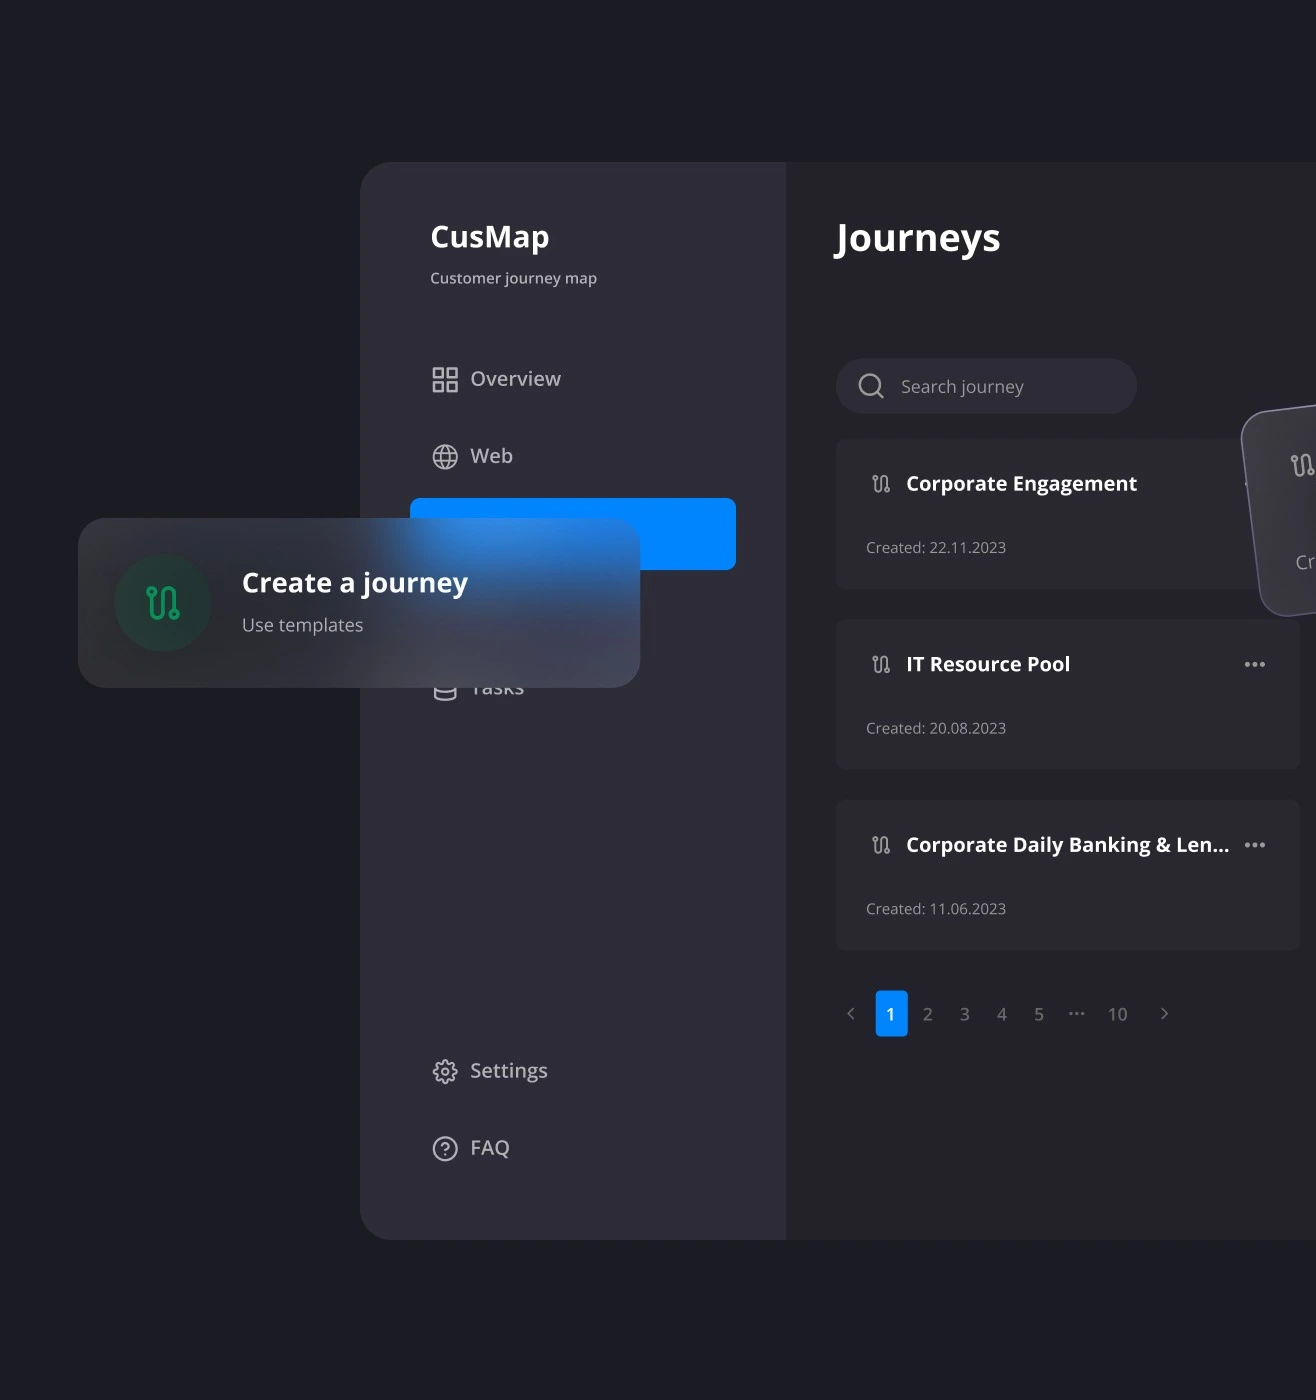 CusMap
Customer journey map
Overview
Web
Create a journey
Use templates
Tasks
Settings
FAQ
Journeys
Search journey
Corporate Engagement
Created: 22.11.2023
IT Resource Pool
Created: 20.08.2023
Corporate Daily Banking & Len...
Created: 11.06.2023
1 2 3 4 5 ... 10
Cr